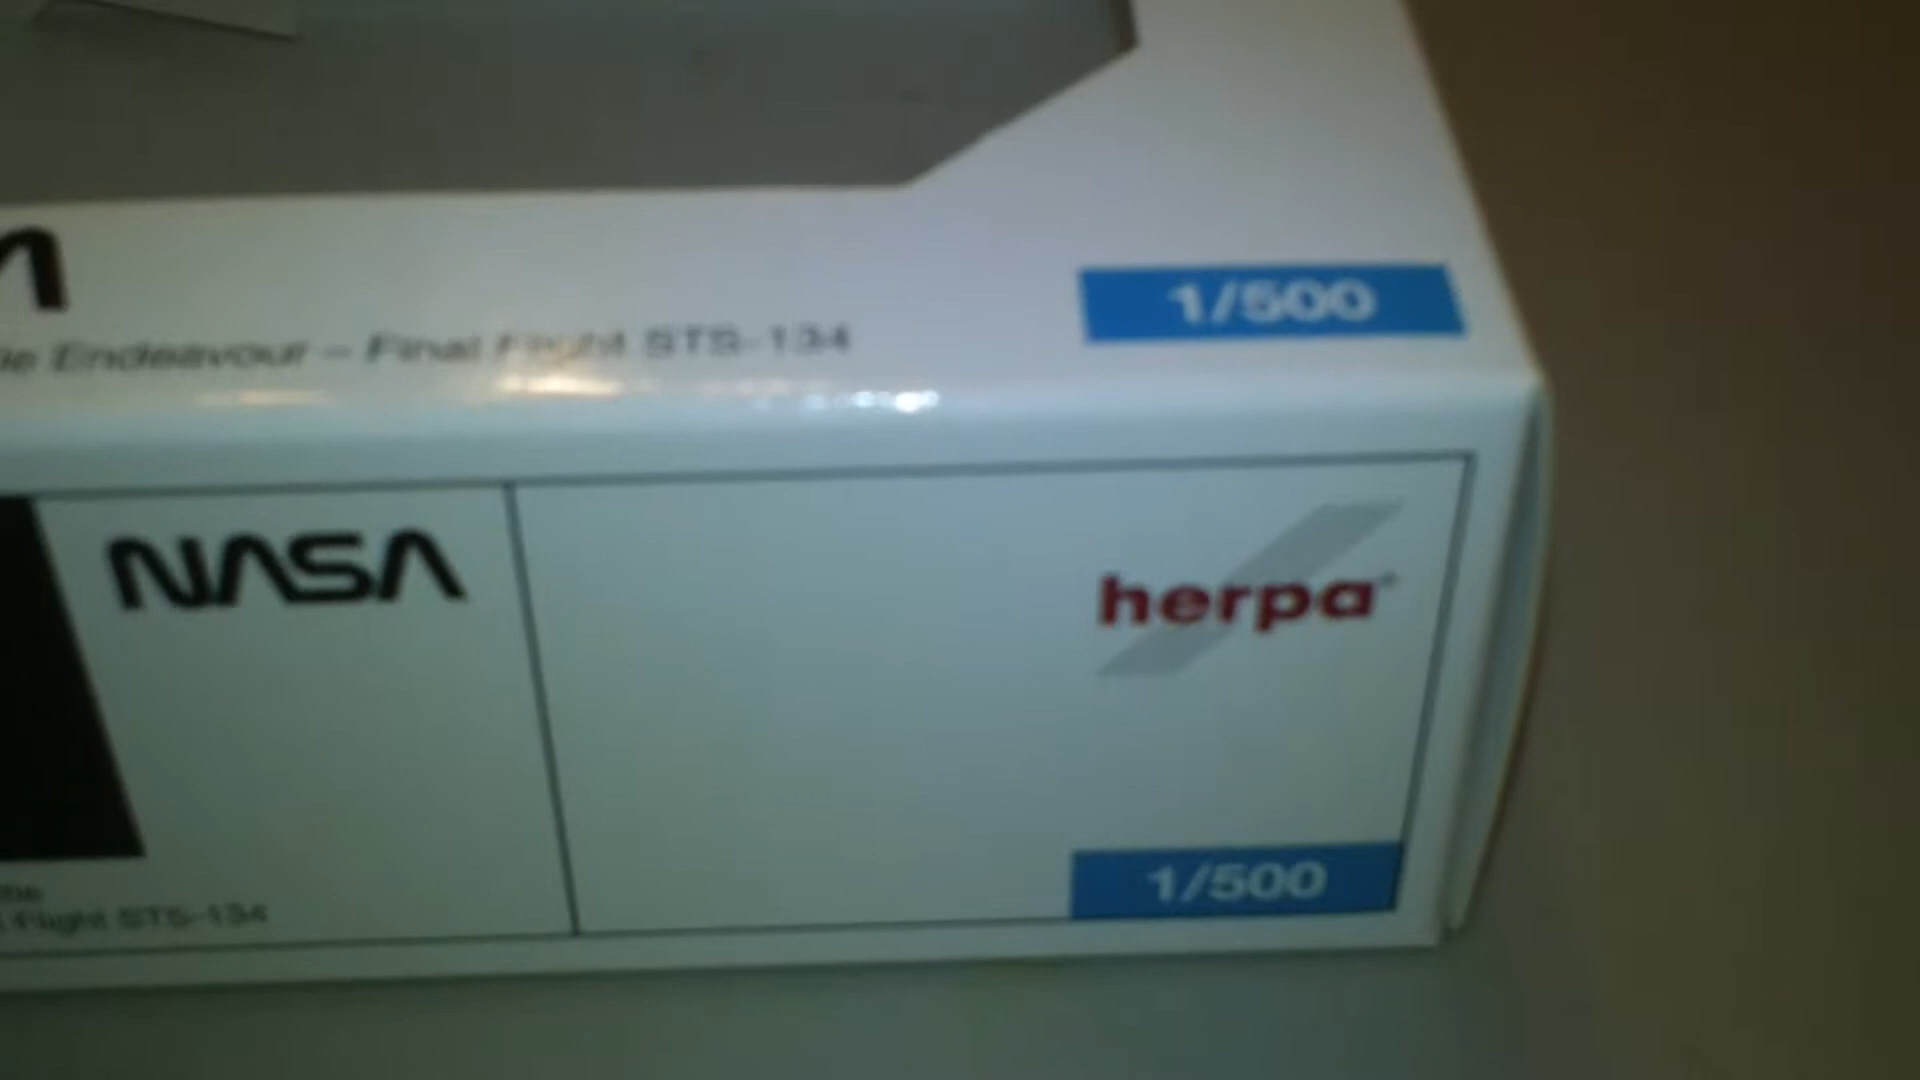 Endeavour – Final Flight STS-134
1/500
NASA
herpa
Flight STS-134
1/500